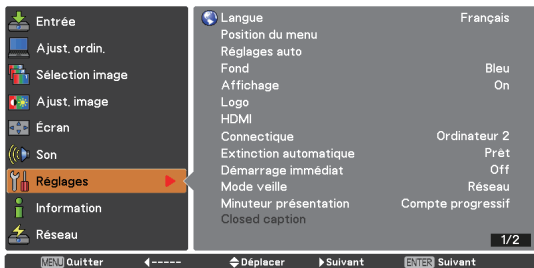 Entrée
Ajust. ordin.
Sélection image
Ajust. image
Écran
Son
Réglages
Information
Réseau
Langue Français
Position du menu
Réglages auto
Fond Bleu
Affichage On
Logo
HDMI
Connectique Ordinateur 2
Extinction automatique Prêt
Démarrage immédiat Off
Mode veille Réseau
Minuteur présentation Compte progressif
Closed caption
1/2
MENU Quitter ◀----- Déplacer ▶Suivant ENTER Suivant